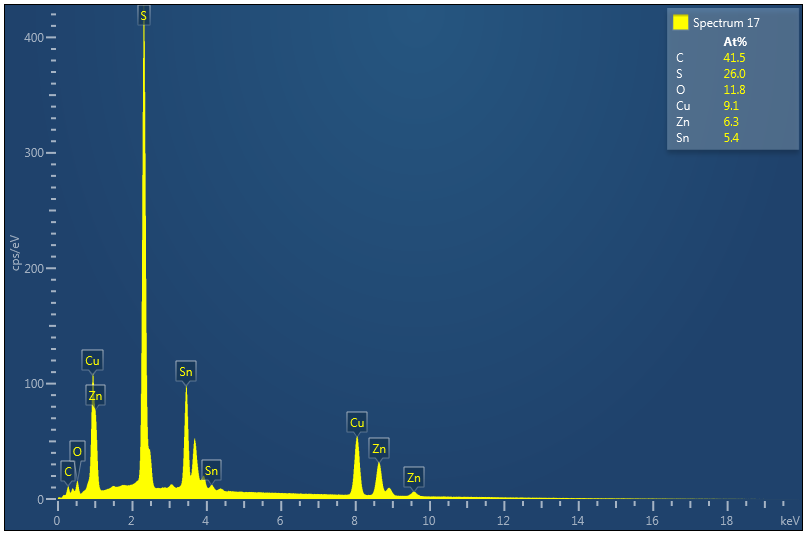 S
400
300
cps/eV
200
Cu
100
Zn
Sn
O
C
Sn
Cu
Zn
Zn
0
0 2 4 6 8 10 12 14 16 18 keV
Spectrum 17
At%
C 41.5
S 26.0
O 11.8
Cu 9.1
Zn 6.3
Sn 5.4